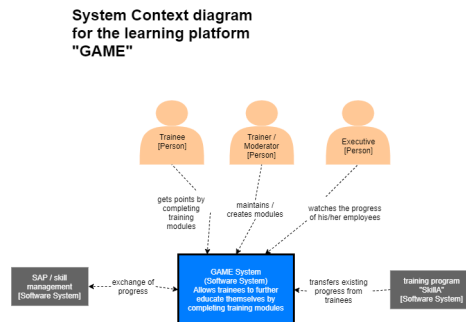 System Context diagram
for the learning platform
"GAME"
Trainee
[Person]
Trainer /
Moderator
[Person]
Executive
[Person]
gets points by
completing
training
modules
maintains /
creates modules
watches the progress
of his/her employees
SAP / skill
management
[Software System]
exchange of
progress
GAME System
(Software System)
Allows trainees to further
educate themselves by
completing training modules
transfers existing
progress from
trainees
training program
"SkillA"
[Software System]